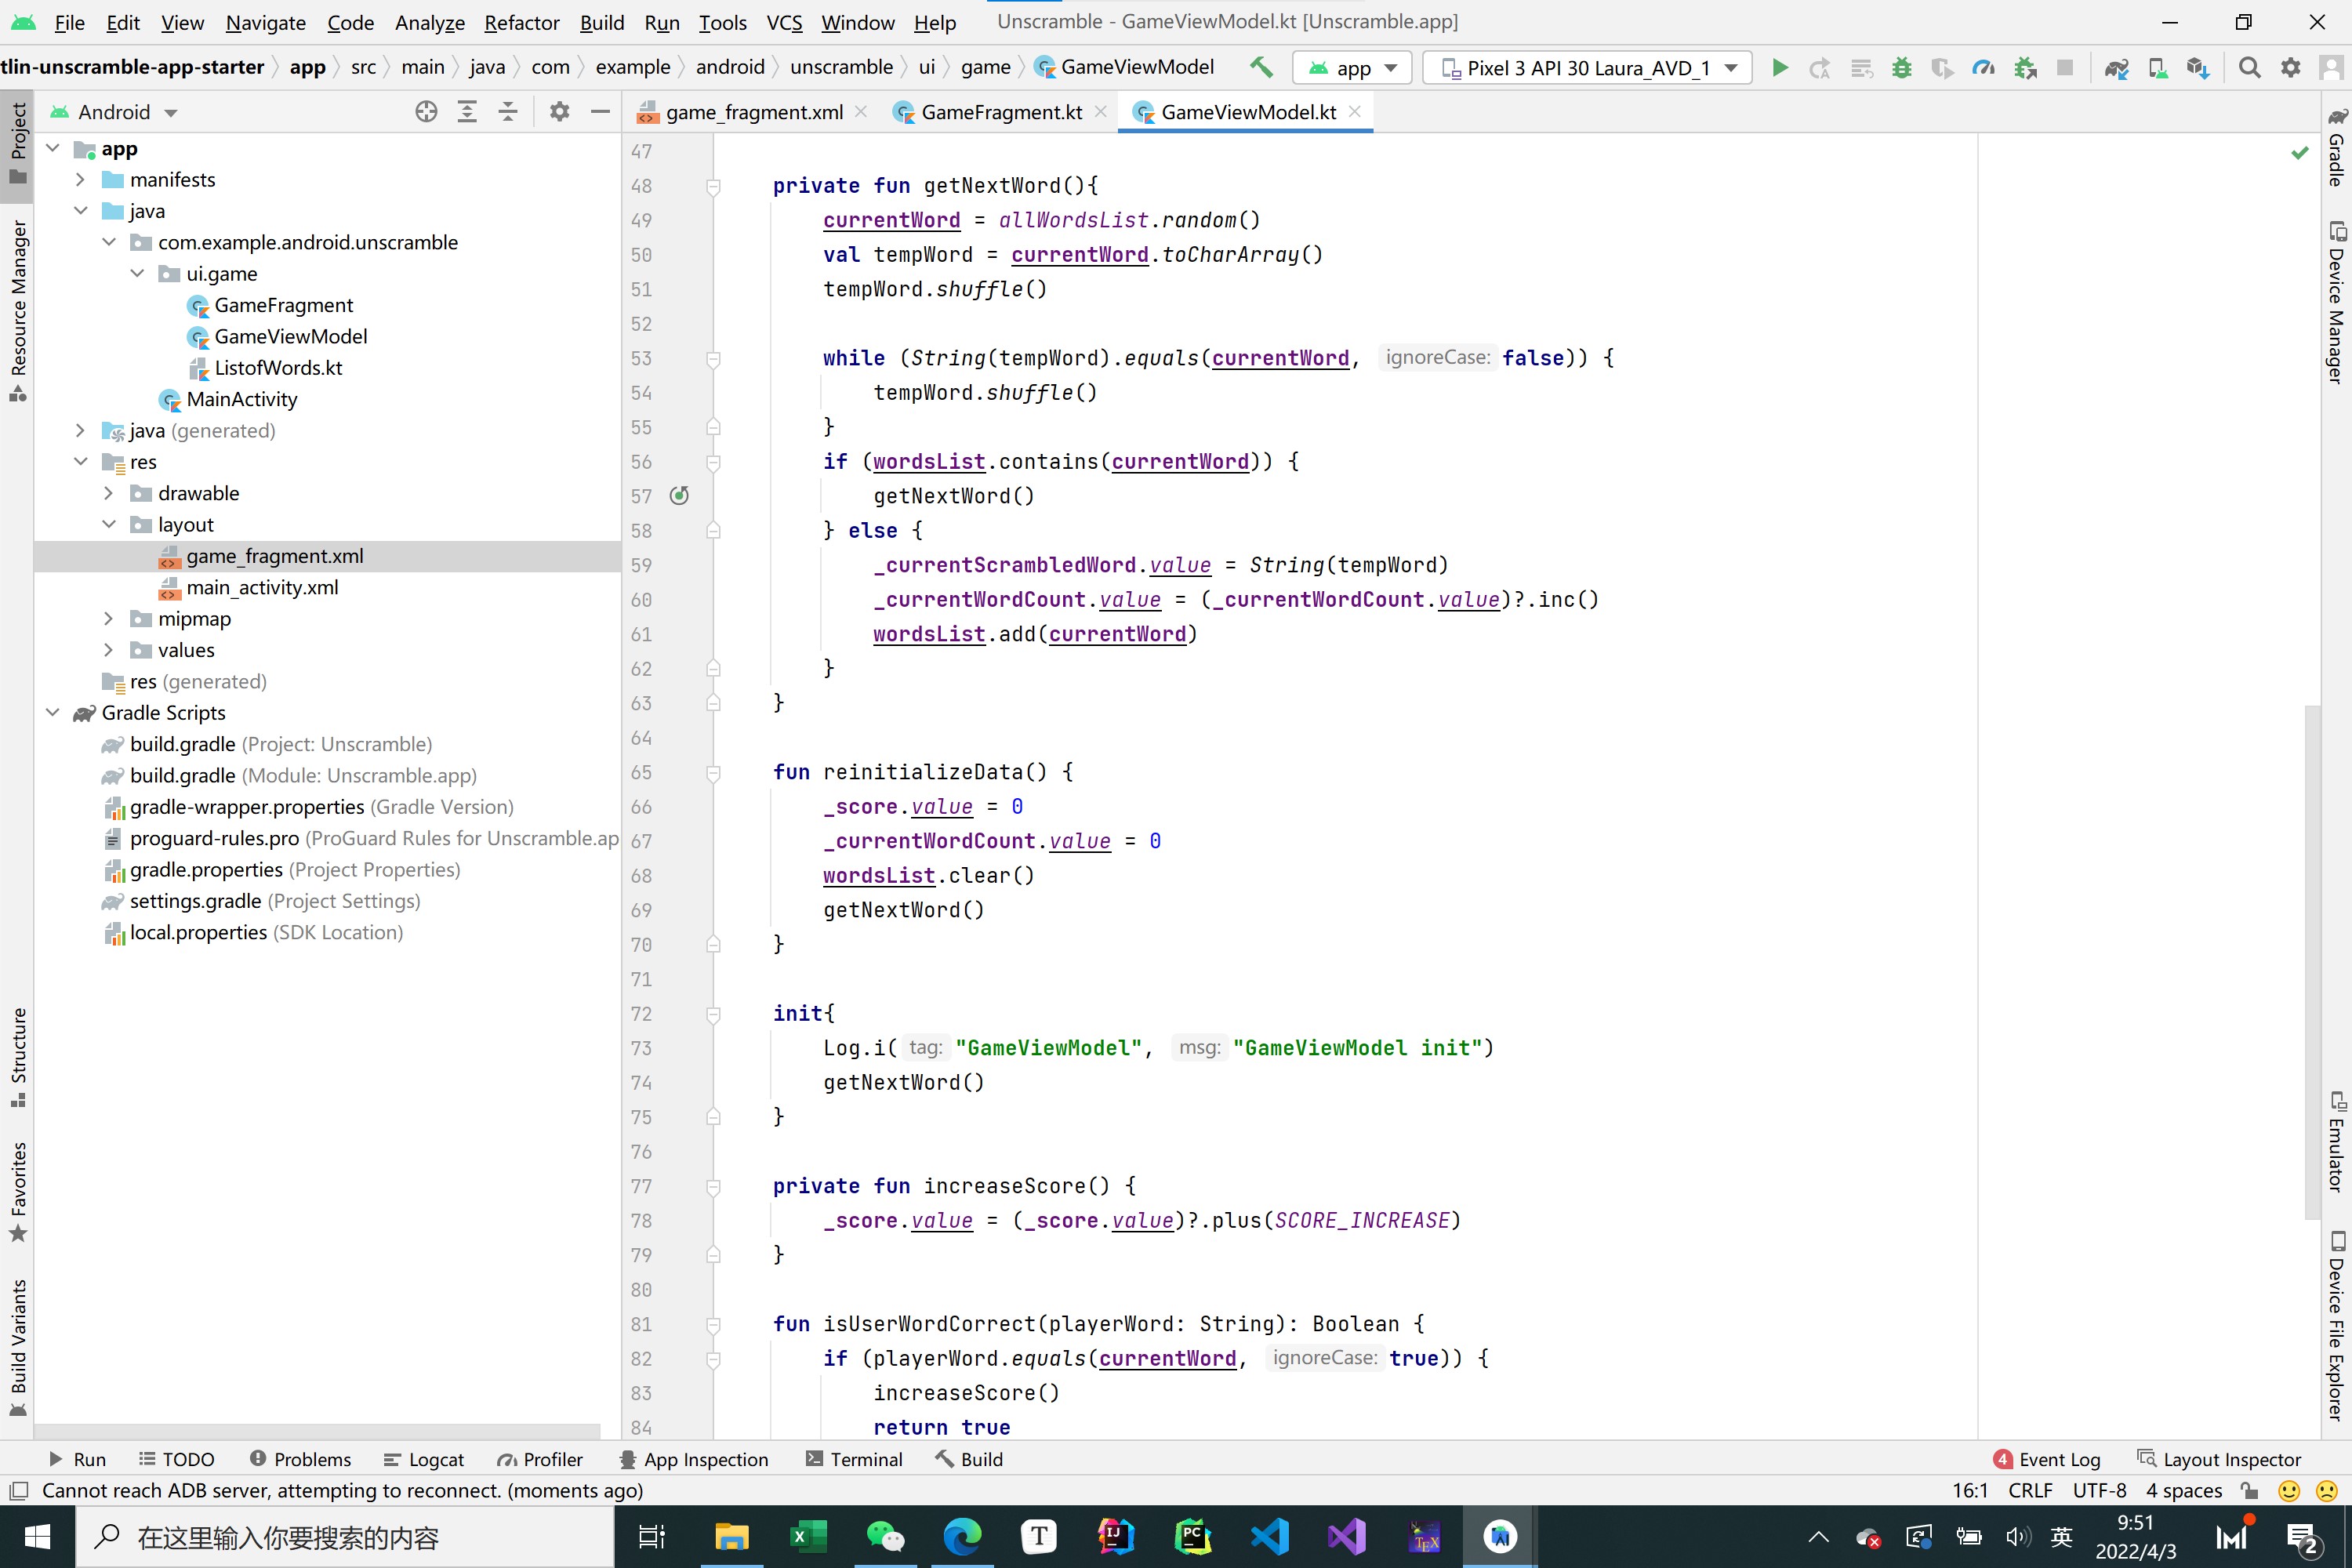 File Edit View Navigate Code Analyze Refactor Build Run Tools VCS Window Help Unscramble - GameViewModel.kt [Unscramble.app]
tlin-unscramble-app-starter app src main java com example android unscramble ui game GameViewModel app Pixel 3 API 30 Laura_AVD_1
Android game_fragment.xml GameFragment.kt GameViewModel.kt
Project
Resource Manager
Structure
Favorites
Build Variants
app
manifests
java
com.example.android.unscramble
ui.game
GameFragment
GameViewModel
ListofWords.kt
MainActivity
java (generated)
res
drawable
layout
game_fragment.xml
main_activity.xml
mipmap
values
res (generated)
Gradle Scripts
build.gradle (Project: Unscramble)
build.gradle (Module: Unscramble.app)
gradle-wrapper.properties (Gradle Version)
proguard-rules.pro (ProGuard Rules for Unscramble.ap
gradle.properties (Project Properties)
settings.gradle (Project Settings)
local.properties (SDK Location)
47
48 private fun getNextWord(){
49 currentWord = allWordsList.random()
50 val tempWord = currentWord.toCharArray()
51 tempWord.shuffle()
52
53 while (String(tempWord).equals(currentWord, ignoreCase: false)) {
54 tempWord.shuffle()
55 }
56 if (wordsList.contains(currentWord)) {
57 getNextWord()
58 } else {
59 _currentScrambledWord.value = String(tempWord)
60 _currentWordCount.value = (_currentWordCount.value)?.inc()
61 wordsList.add(currentWord)
62 }
63 }
64
65 fun reinitializeData() {
66 _score.value = 0
67 _currentWordCount.value = 0
68 wordsList.clear()
69 getNextWord()
70 }
71
72 init{
73 Log.i( tag: "GameViewModel", msg: "GameViewModel init")
74 getNextWord()
75 }
76
77 private fun increaseScore() {
78 _score.value = (_score.value)?.plus(SCORE_INCREASE)
79 }
80
81 fun isUserWordCorrect(playerWord: String): Boolean {
82 if (playerWord.equals(currentWord, ignoreCase: true)) {
83 increaseScore()
84 return true
Gradle
Device Manager
Emulator
Device File Explorer
Run TODO Problems Logcat Profiler App Inspection Terminal Build 4 Event Log Layout Inspector
Cannot reach ADB server, attempting to reconnect. (moments ago) 16:1 CRLF UTF-8 4 spaces
在这里输入你要搜索的内容 英 9:51
2022/4/3 2